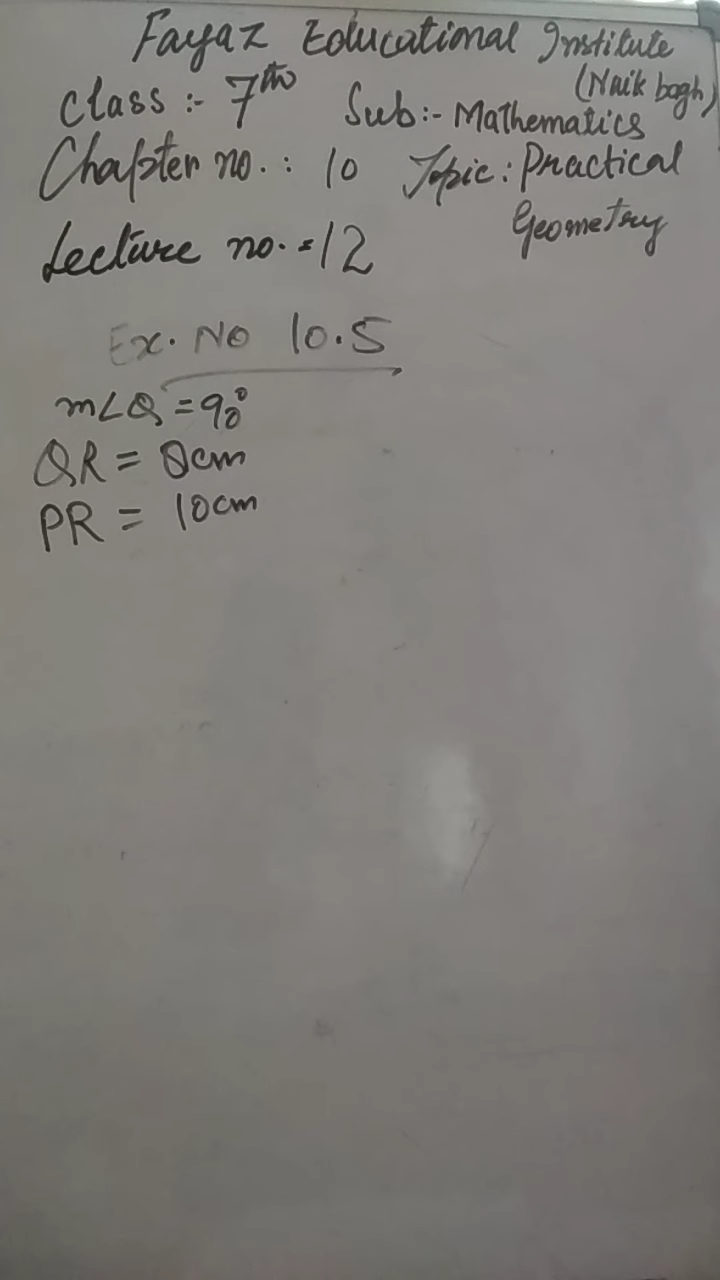 Fayaz Educational Institute
(Naik bagh)
Class :- 7th Sub:- Mathematics
Chapter no. : 10 Topic : Practical
Geometry
Lecture no. = 12
Ex. No 10.5
m∠Q = 90°
QR = 8cm
PR = 10cm